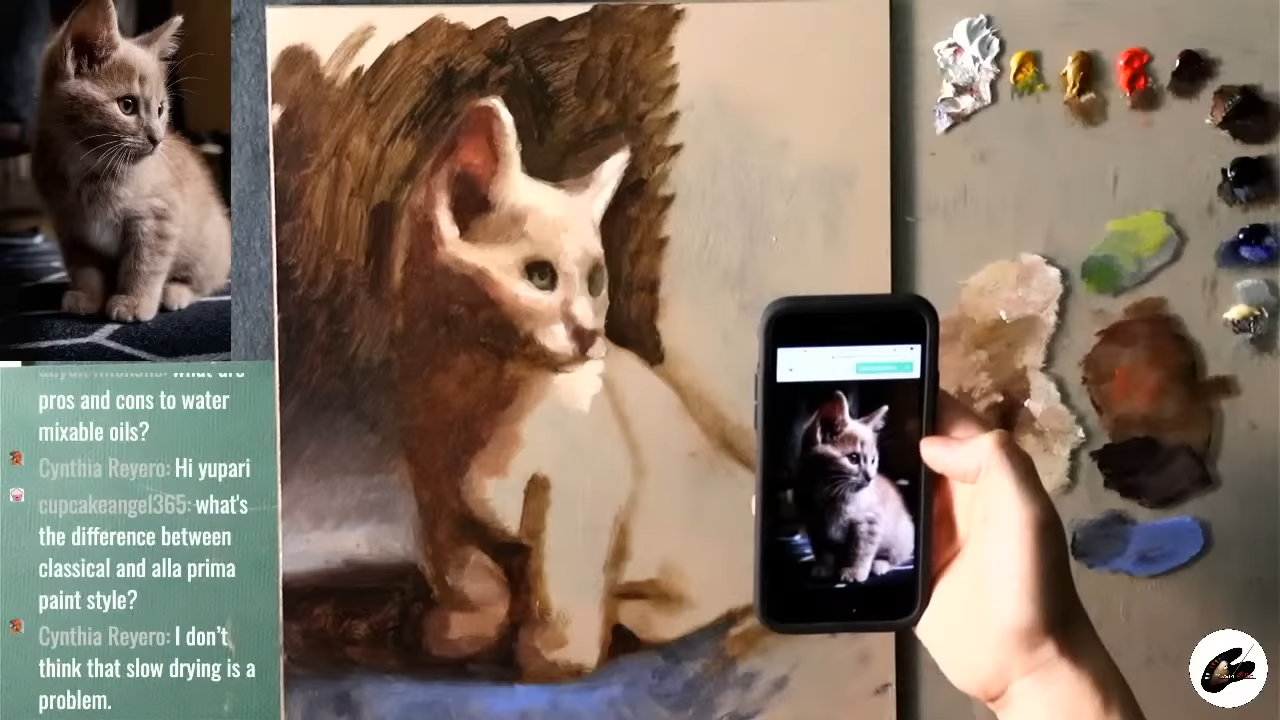 pros and cons to water
mixable oils?
Cynthia Reyero: Hi yupari
cupcakeangel365: what's
the difference between
classical and alla prima
paint style?
Cynthia Reyero: I don't
think that slow drying is a
problem.